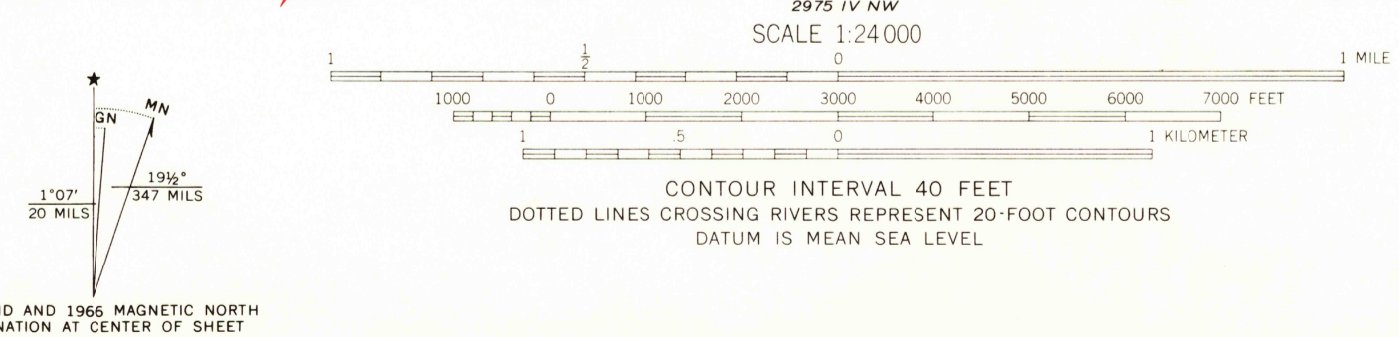 2975 IV NW
SCALE 1:24 000
1 1/2 0 1 MILE
1000 0 1000 2000 3000 4000 5000 6000 7000 FEET
1 .5 0 1 KILOMETER
CONTOUR INTERVAL 40 FEET
DOTTED LINES CROSSING RIVERS REPRESENT 20-FOOT CONTOURS
DATUM IS MEAN SEA LEVEL
★
GN
MN
1°07′
20 MILS
19½°
347 MILS
AND 1966 MAGNETIC NORTH
AT CENTER OF SHEET